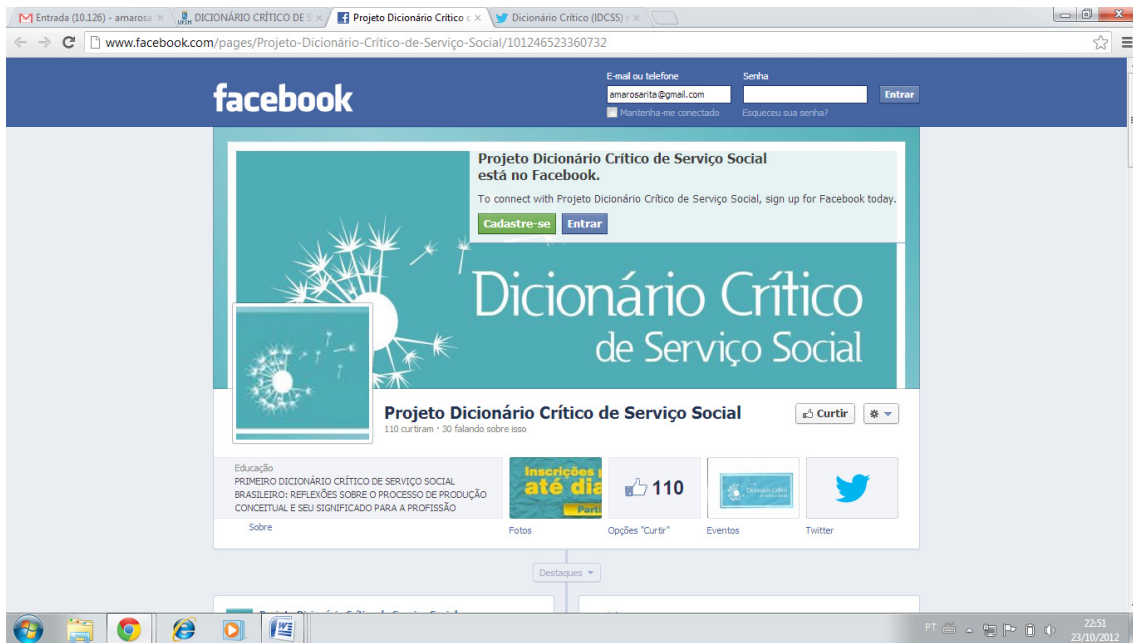 Entrada (10.126) - amarosa
DICIONÁRIO CRÍTICO DE S
Projeto Dicionário Crítico
Dicionário Crítico (IDCSS)
www.facebook.com/pages/Projeto-Dicionário-Crítico-de-Serviço-Social/101246523360732
facebook
E-mail ou telefone
Senha
amarosarita@gmail.com
Entrar
Mantenha-me conectado
Esqueceu sua senha?
Projeto Dicionário Crítico de Serviço Social
está no Facebook.
To connect with Projeto Dicionário Crítico de Serviço Social, sign up for Facebook today.
Cadastre-se
Entrar
Dicionário Crítico
de Serviço Social
Projeto Dicionário Crítico de Serviço Social
110 curtiram · 30 falando sobre isso
Curtir
Educação
PRIMEIRO DICIONÁRIO CRÍTICO DE SERVIÇO SOCIAL
BRASILEIRO: REFLEXÕES SOBRE O PROCESSO DE PRODUÇÃO
CONCEITUAL E SEU SIGNIFICADO PARA A PROFISSÃO
Sobre
Inscrições
até dia
Fotos
110
Opções "Curtir"
Dicionário Crítico
Eventos
Twitter
Destaques
PT
22:51
23/10/2012